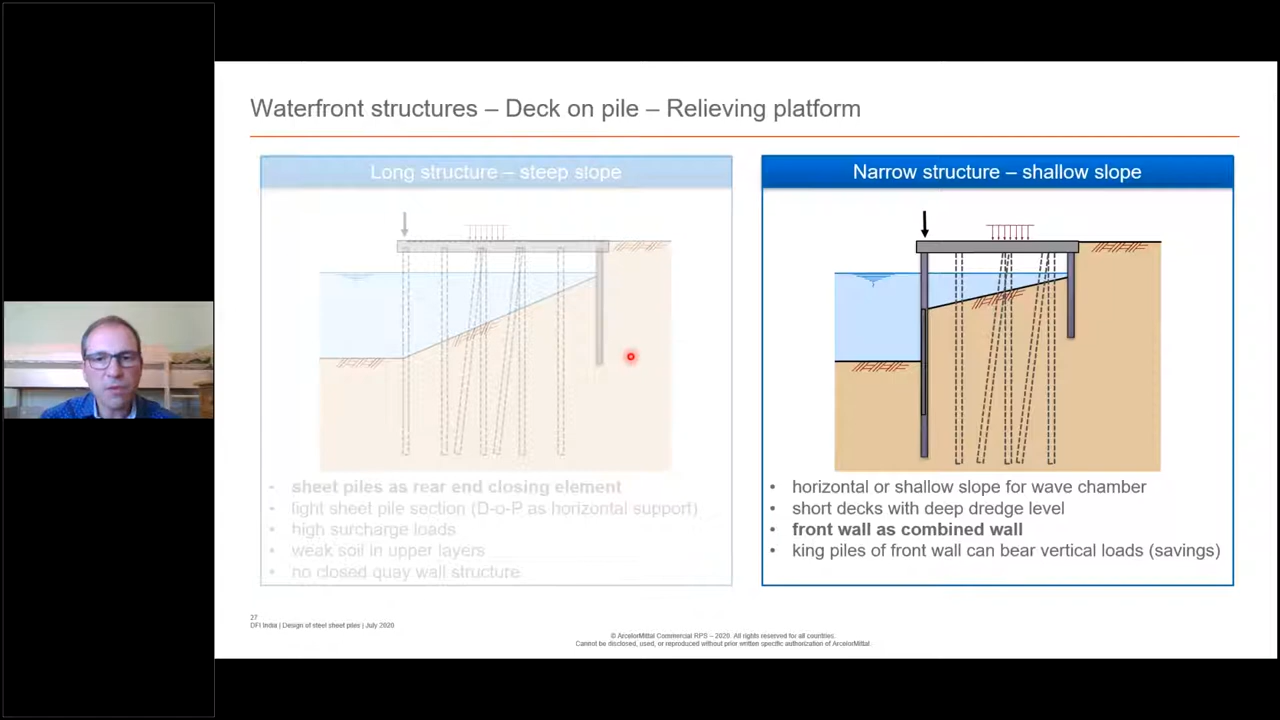 Waterfront structures – Deck on pile – Relieving platform
Long structure – steep slope
sheet piles as rear end closing element
light sheet pile section (D-o-P as horizontal support)
high surcharge loads
weak soil in upper layers
no closed quay wall structure
Narrow structure – shallow slope
horizontal or shallow slope for wave chamber
short decks with deep dredge level
front wall as combined wall
king piles of front wall can bear vertical loads (savings)
27
DFI India | Design of steel sheet piles | July 2020
© ArcelorMittal Commercial RPS – 2020 All rights reserved for all countries.
Cannot be disclosed, used, or reproduced without prior written specific authorization of ArcelorMittal